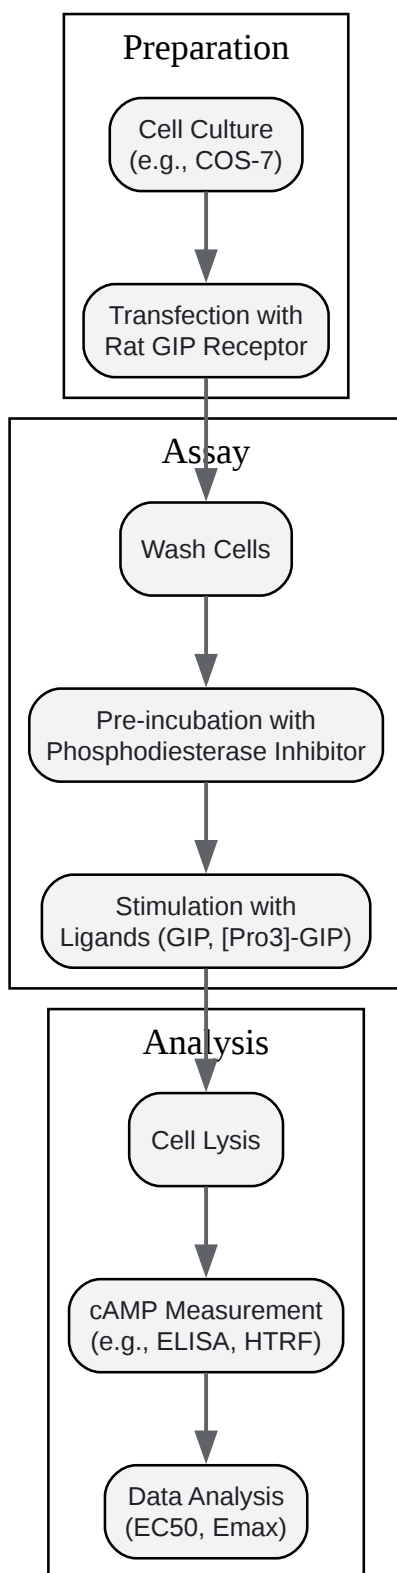 Preparation
Cell Culture
(e.g., COS-7)
Transfection with
Rat GIP Receptor
Assay
Wash Cells
Pre-incubation with
Phosphodiesterase Inhibitor
Stimulation with
Ligands (GIP, [Pro3]-GIP)
Analysis
Cell Lysis
cAMP Measurement
(e.g., ELISA, HTRF)
Data Analysis
(EC50, Emax)